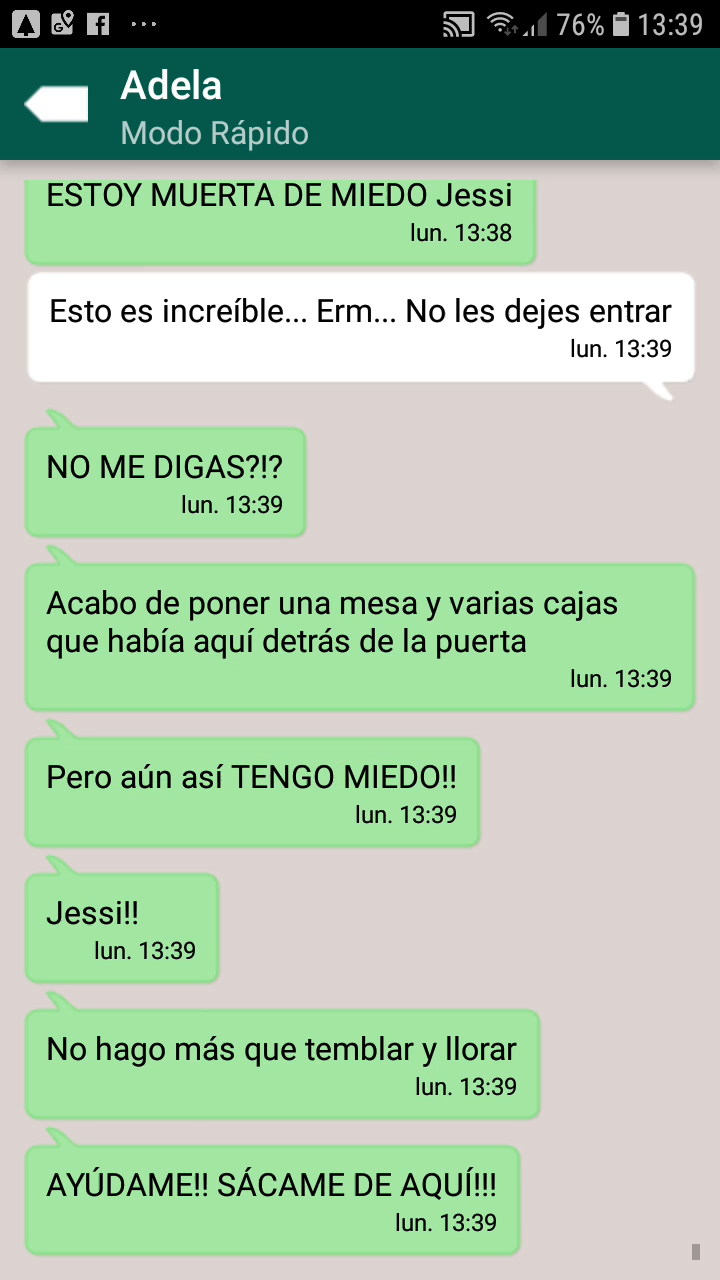 76% 13:39
Adela
Modo Rápido
ESTOY MUERTA DE MIEDO Jessi
lun. 13:38
Esto es increíble... Erm... No les dejes entrar
lun. 13:39
NO ME DIGAS?!?
lun. 13:39
Acabo de poner una mesa y varias cajas
que había aquí detrás de la puerta
lun. 13:39
Pero aún así TENGO MIEDO!!
lun. 13:39
Jessi!!
lun. 13:39
No hago más que temblar y llorar
lun. 13:39
AYÚDAME!! SÁCAME DE AQUÍ!!!
lun. 13:39